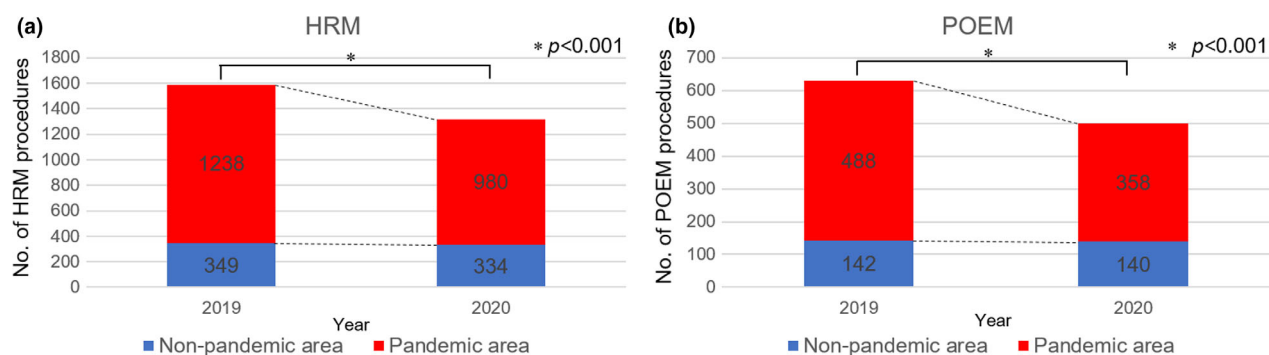 (a)
HRM
* p<0.001
*
No. of HRM procedures
1800
1600
1400
1200
1000
800
600
400
200
0
1238
980
349
334
2019
2020
Year
Non-pandemic area
Pandemic area
(b)
POEM
* p<0.001
*
No. of POEM procedures
700
600
500
400
300
200
100
0
488
358
142
140
2019
2020
Year
Non-pandemic area
Pandemic area